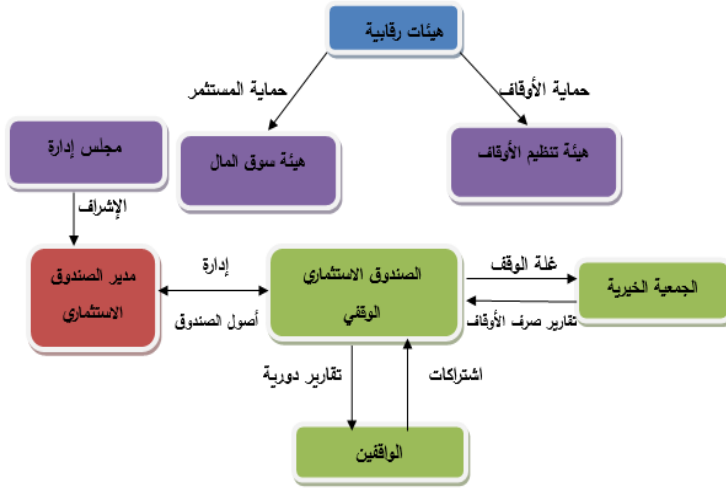 هيئات رقابية
حماية الأوقاف
حماية المستثمر
هيئة تنظيم الأوقاف
هيئة سوق المال
مجلس إدارة
الإشراف
مدير الصندوق
الاستثماري
إدارة
أصول الصندوق
الصندوق الاستثماري
الوقفي
غلة الوقف
تقارير صرف الأوقاف
الجمعية الخيرية
تقارير دورية
اشتراكات
الواقفين